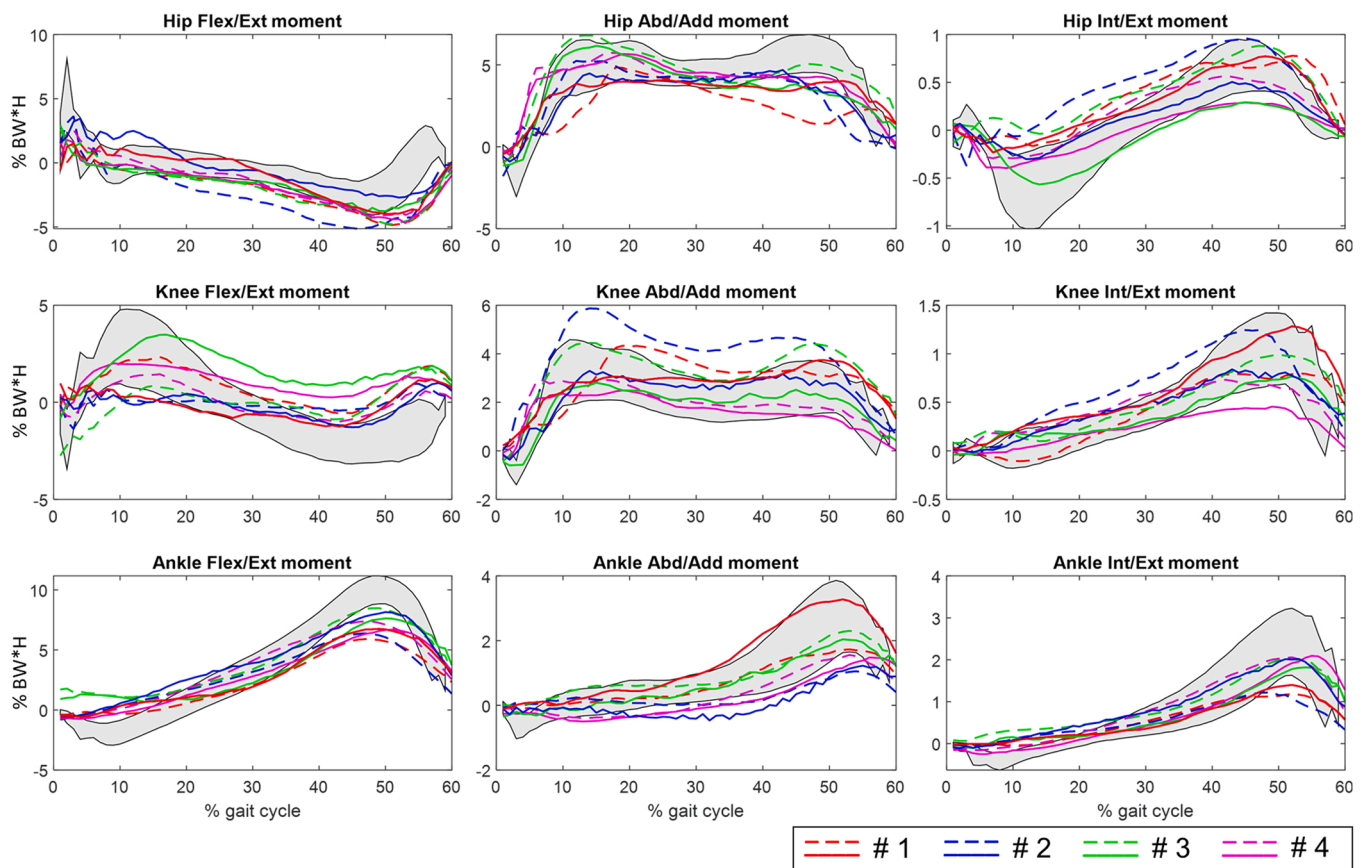 Hip Flex/Ext moment
10
5
0
-5
% BW*H
0 10 20 30 40 50 60
Hip Abd/Add moment
5
0
-5
0 10 20 30 40 50 60
Hip Int/Ext moment
1
0.5
0
-0.5
-1
0 10 20 30 40 50 60
Knee Flex/Ext moment
5
0
-5
% BW*H
0 10 20 30 40 50 60
Knee Abd/Add moment
6
4
2
0
-2
0 10 20 30 40 50 60
Knee Int/Ext moment
1.5
1
0.5
0
-0.5
0 10 20 30 40 50 60
Ankle Flex/Ext moment
10
5
0
-5
% BW*H
0 10 20 30 40 50 60
% gait cycle
Ankle Abd/Add moment
4
2
0
-2
0 10 20 30 40 50 60
% gait cycle
Ankle Int/Ext moment
4
3
2
1
0
0 10 20 30 40 50 60
% gait cycle
# 1 # 2 # 3 # 4